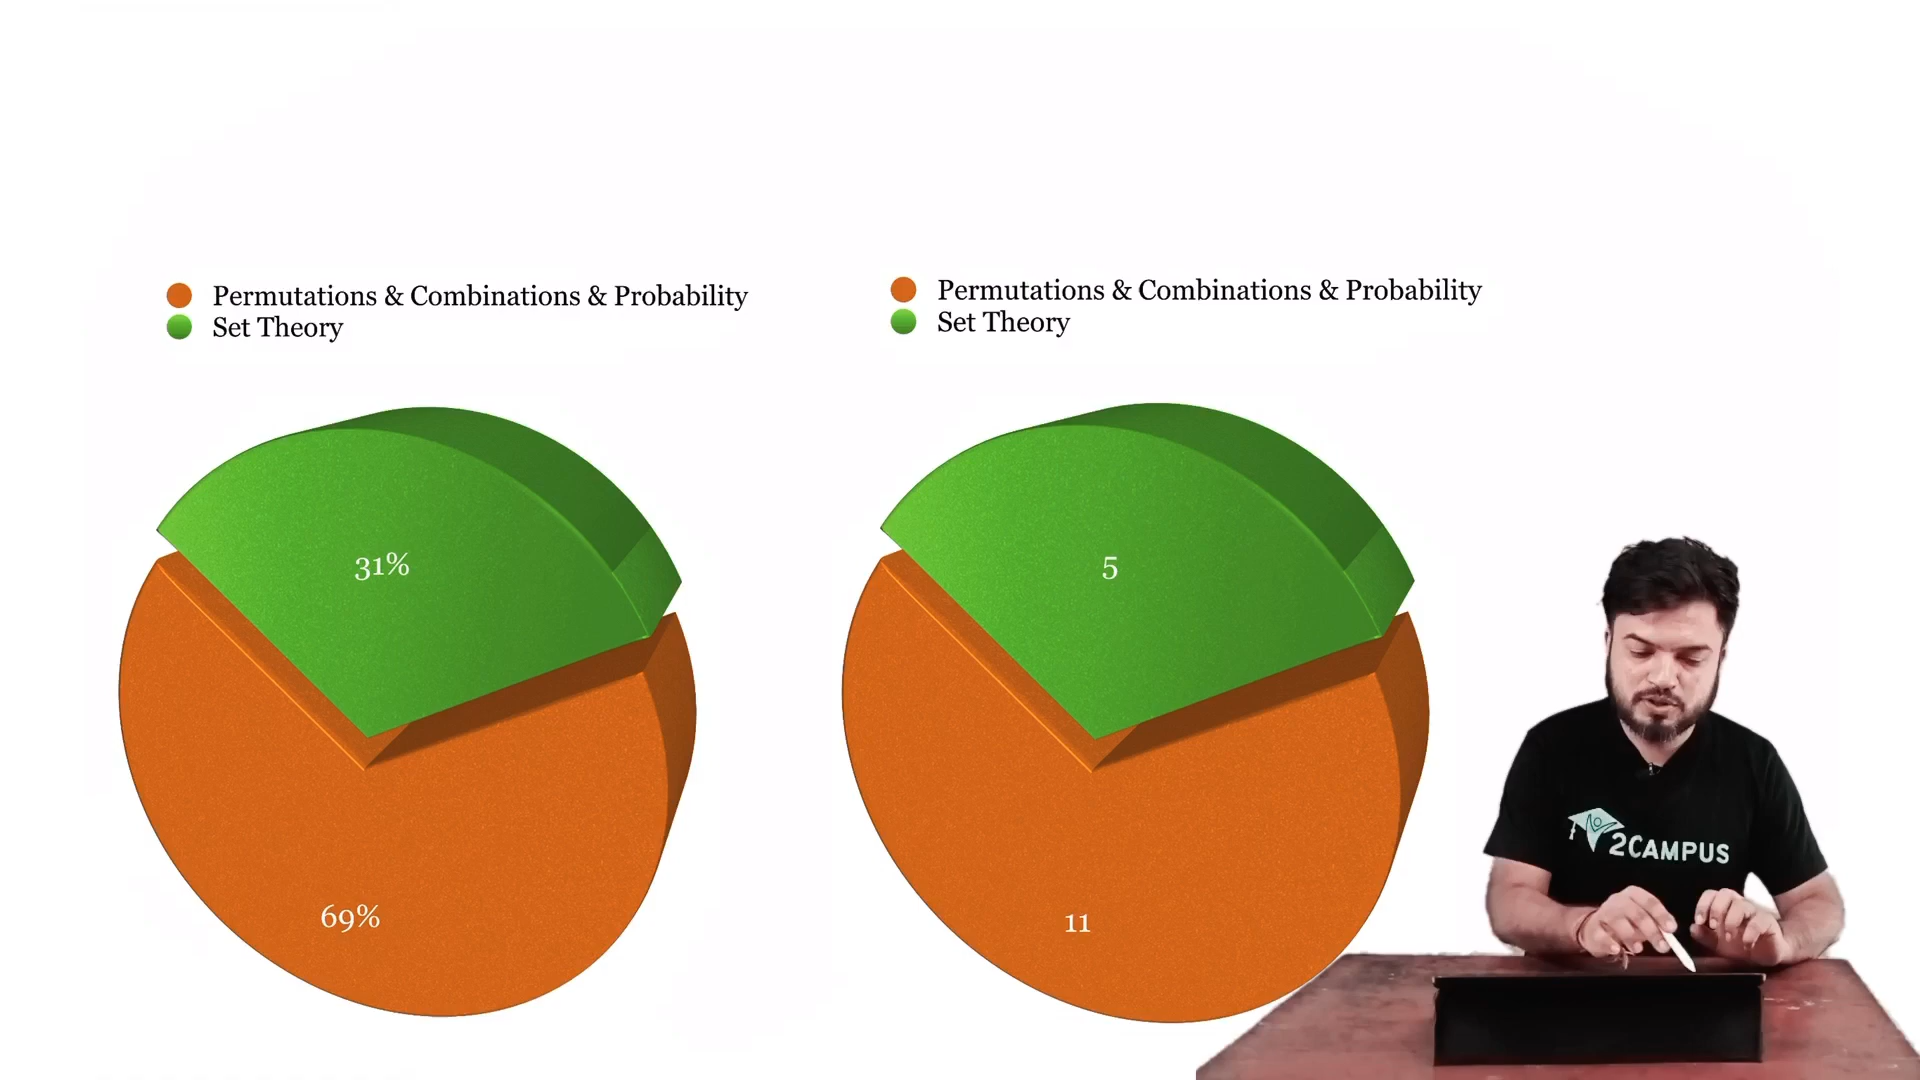 Permutations & Combinations & Probability
Set Theory
31%
69%
Permutations & Combinations & Probability
Set Theory
5
11
2CAMPUS